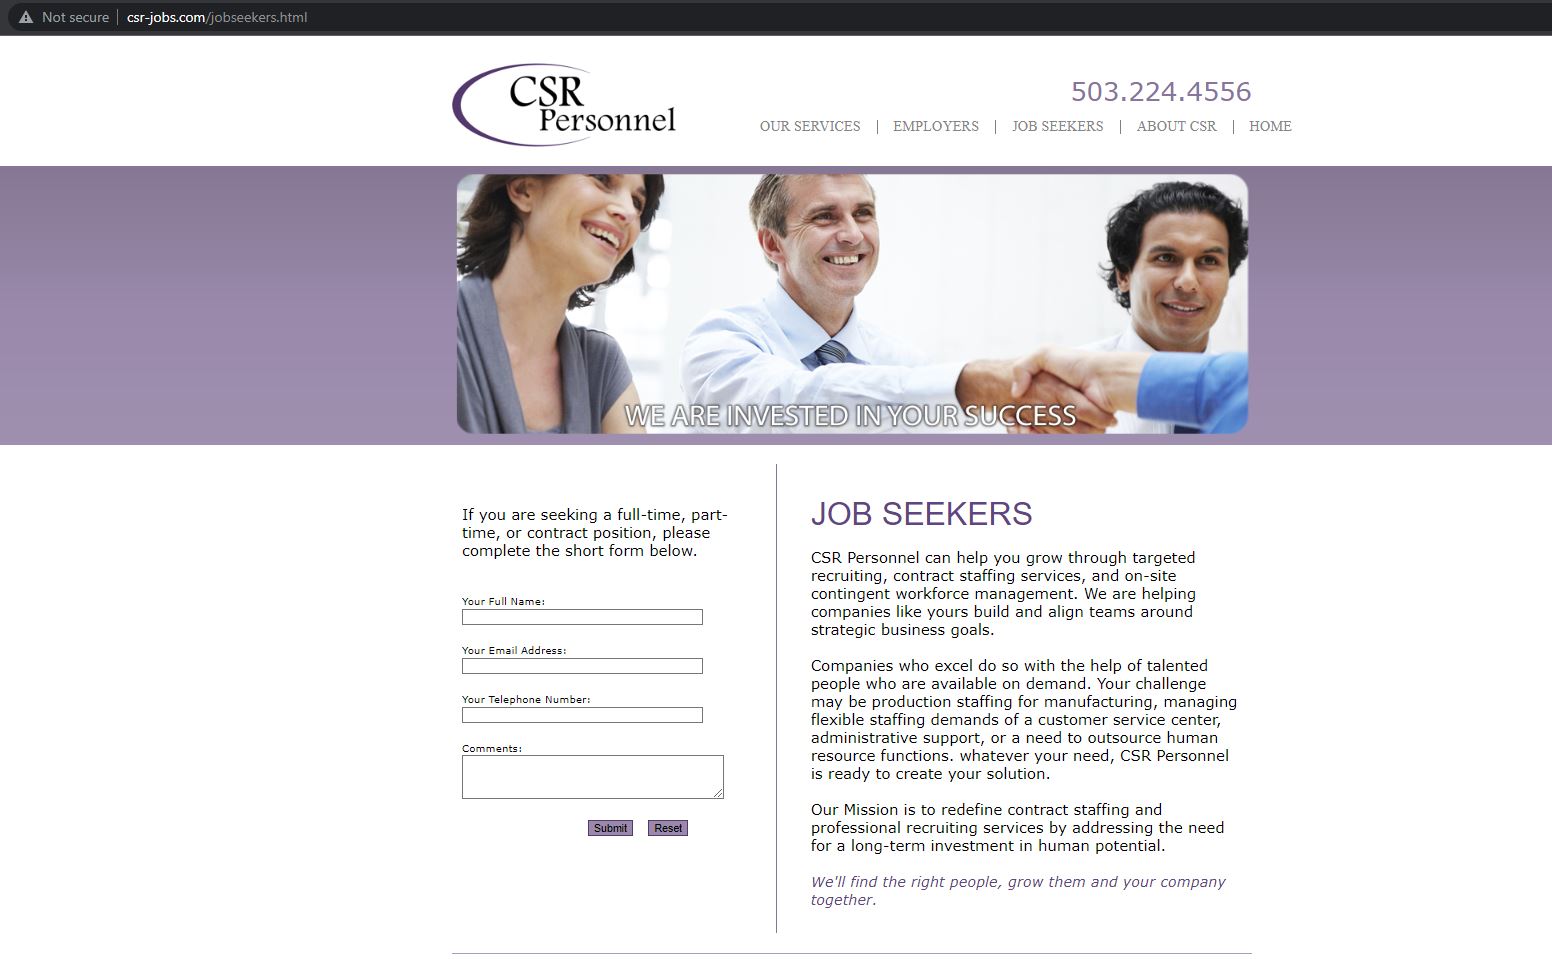 Not secure | csr-jobs.com/jobseekers.html
CSR
Personnel
503.224.4556
OUR SERVICES | EMPLOYERS | JOB SEEKERS | ABOUT CSR | HOME
WE ARE INVESTED IN YOUR SUCCESS
If you are seeking a full-time, part-
time, or contract position, please
complete the short form below.
Your Full Name:
Your Email Address:
Your Telephone Number:
Comments:
Submit Reset
JOB SEEKERS
CSR Personnel can help you grow through targeted
recruiting, contract staffing services, and on-site
contingent workforce management. We are helping
companies like yours build and align teams around
strategic business goals.
Companies who excel do so with the help of talented
people who are available on demand. Your challenge
may be production staffing for manufacturing, managing
flexible staffing demands of a customer service center,
administrative support, or a need to outsource human
resource functions. whatever your need, CSR Personnel
is ready to create your solution.
Our Mission is to redefine contract staffing and
professional recruiting services by addressing the need
for a long-term investment in human potential.
We'll find the right people, grow them and your company
together.